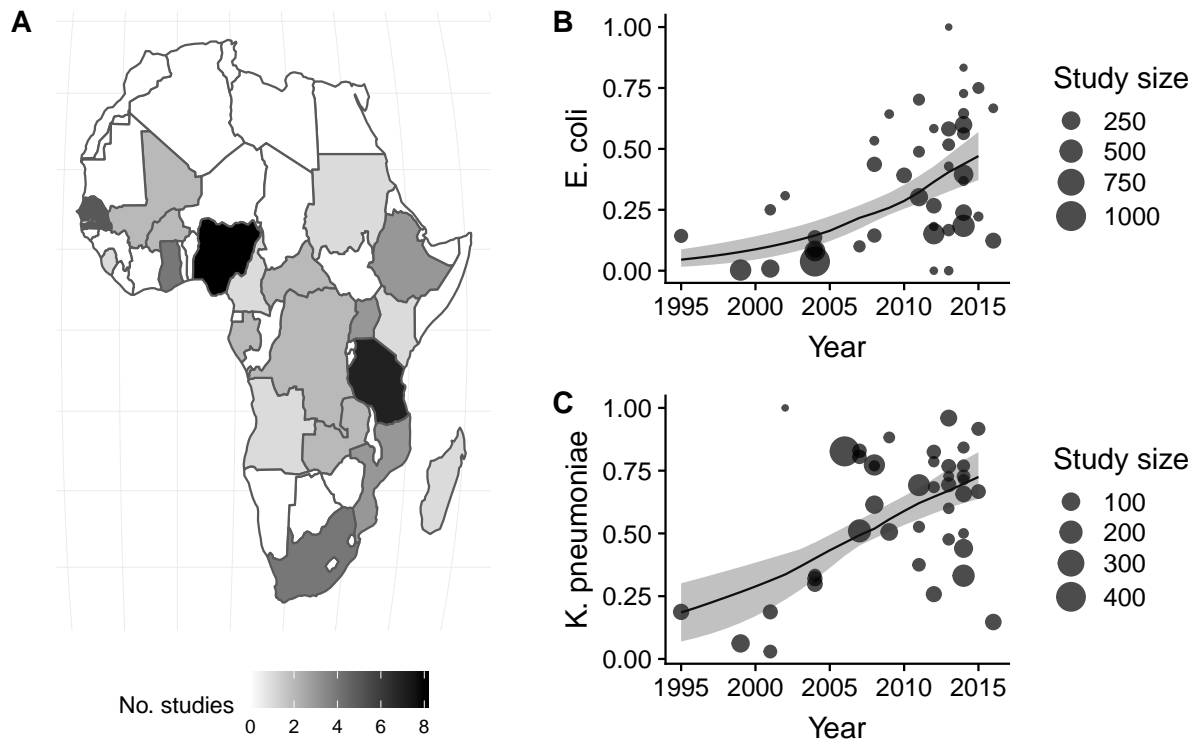 A
No. studies
0 2 4 6 8
B
1.00
0.75
0.50
0.25
0.00
E. coli
1995 2000 2005 2010 2015
Year
Study size
250
500
750
1000
C
1.00
0.75
0.50
0.25
0.00
K. pneumoniae
1995 2000 2005 2010 2015
Year
Study size
100
200
300
400